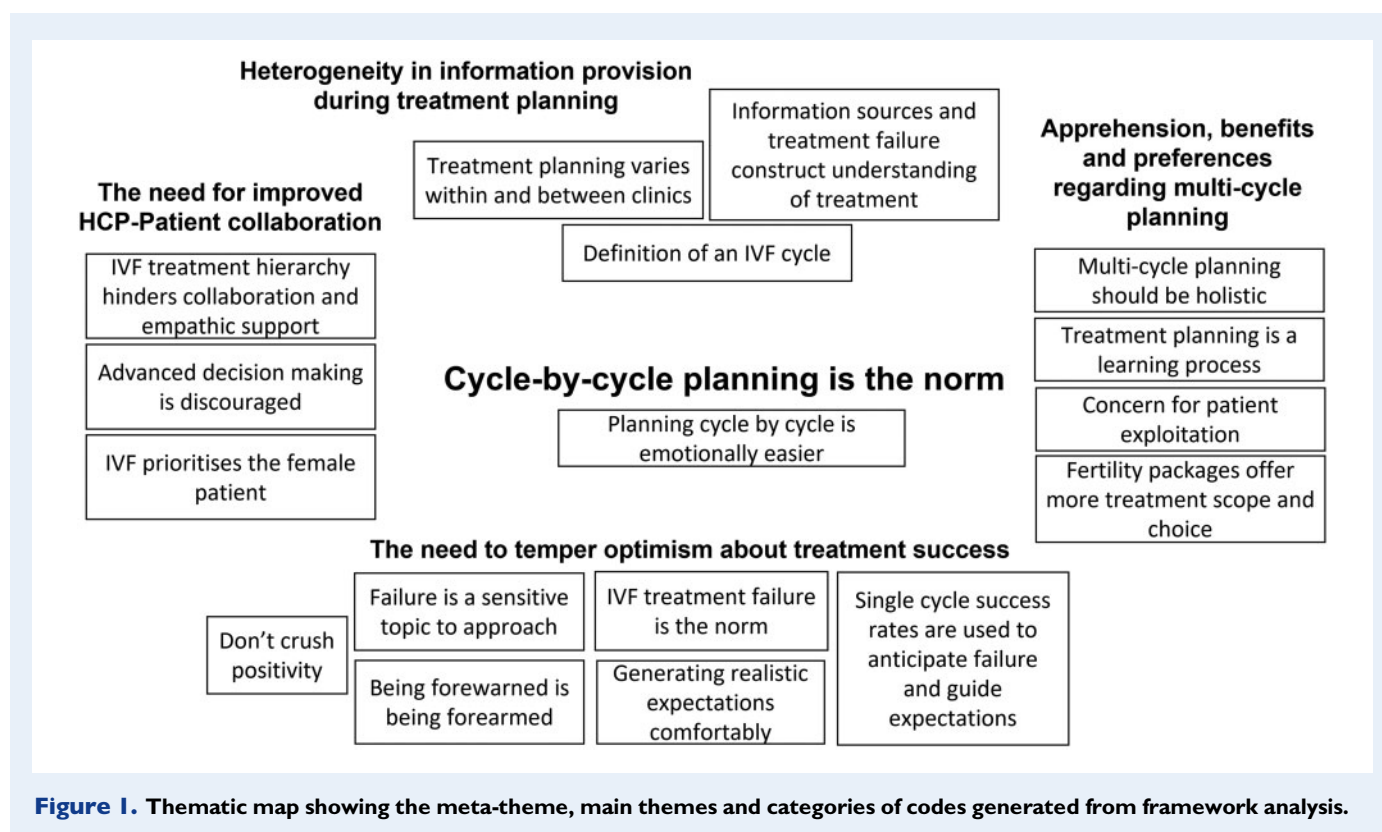 Heterogeneity in information provision
during treatment planning
Treatment planning varies
within and between clinics
Information sources and
treatment failure
construct understanding
of treatment
Definition of an IVF cycle
The need for improved
HCP-Patient collaboration
IVF treatment hierarchy
hinders collaboration and
empathic support
Advanced decision making
is discouraged
IVF prioritises the female
patient
Apprehension, benefits
and preferences
regarding multi-cycle
planning
Multi-cycle planning
should be holistic
Treatment planning is a
learning process
Concern for patient
exploitation
Fertility packages offer
more treatment scope and
choice
Cycle-by-cycle planning is the norm
Planning cycle by cycle is
emotionally easier
The need to temper optimism about treatment success
Don’t crush
positivity
Failure is a sensitive
topic to approach
Being forewarned is
being forearmed
IVF treatment failure
is the norm
Generating realistic
expectations
comfortably
Single cycle success
rates are used to
anticipate failure
and guide
expectations
Figure 1. Thematic map showing the meta-theme, main themes and categories of codes generated from framework analysis.